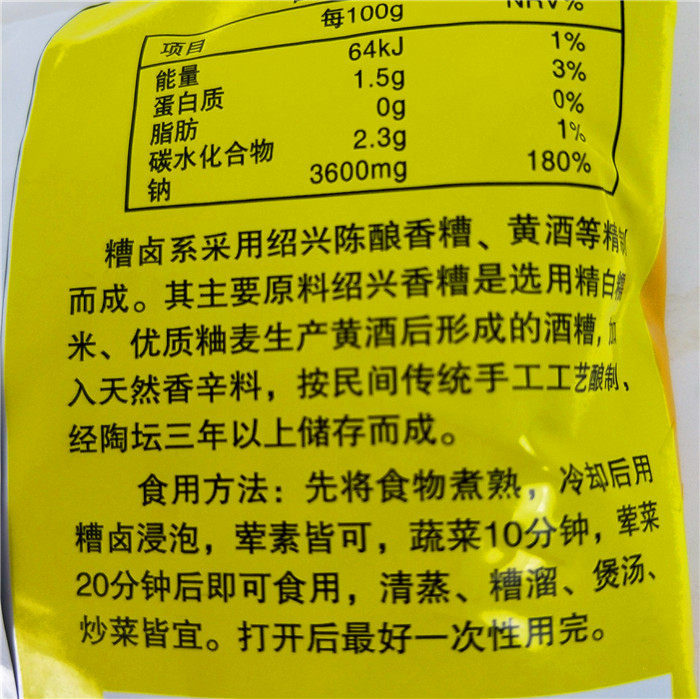 每100g NRV%
项目
能量 64kJ 1%
蛋白质 1.5g 3%
脂肪 0g 0%
碳水化合物 2.3g 1%
钠 3600mg 180%
糟卤系采用绍兴陈酿香糟、黄酒等精制
而成。其主要原料绍兴香糟是选用精白糯
米、优质籼麦生产黄酒后形成的酒糟,加
入天然香辛料，按民间传统手工工艺酿制、
经陶坛三年以上储存而成。
食用方法：先将食物煮熟，冷却后用
糟卤浸泡，荤素皆可，蔬菜10分钟，荤菜
20分钟后即可食用，清蒸、糟溜、煲汤、
炒菜皆宜。打开后最好一次性用完。